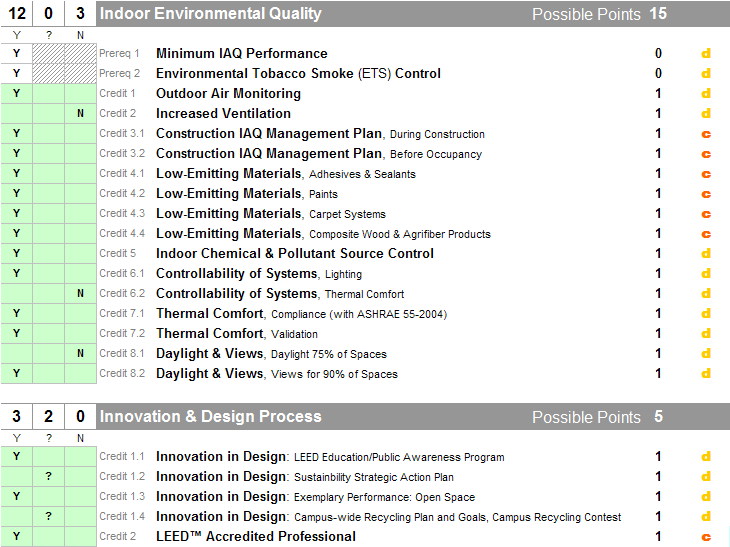 12 0 3 Indoor Environmental Quality Possible Points 15
Y ? N
Y Prereq 1 Minimum IAQ Performance 0 d
Y Prereq 2 Environmental Tobacco Smoke (ETS) Control 0 d
Y Credit 1 Outdoor Air Monitoring 1 d
N Credit 2 Increased Ventilation 1 d
Y Credit 3.1 Construction IAQ Management Plan, During Construction 1 c
Y Credit 3.2 Construction IAQ Management Plan, Before Occupancy 1 c
Y Credit 4.1 Low-Emitting Materials, Adhesives & Sealants 1 c
Y Credit 4.2 Low-Emitting Materials, Paints 1 c
Y Credit 4.3 Low-Emitting Materials, Carpet Systems 1 c
Y Credit 4.4 Low-Emitting Materials, Composite Wood & Agrifiber Products 1 c
Y Credit 5 Indoor Chemical & Pollutant Source Control 1 d
Y Credit 6.1 Controllability of Systems, Lighting 1 d
N Credit 6.2 Controllability of Systems, Thermal Comfort 1 d
Y Credit 7.1 Thermal Comfort, Compliance (with ASHRAE 55-2004) 1 d
Y Credit 7.2 Thermal Comfort, Validation 1 d
N Credit 8.1 Daylight & Views, Daylight 75% of Spaces 1 d
Y Credit 8.2 Daylight & Views, Views for 90% of Spaces 1 d
3 2 0 Innovation & Design Process Possible Points 5
Y ? N
Y Credit 1.1 Innovation in Design: LEED Education/Public Awareness Program 1 d
? Credit 1.2 Innovation in Design: Sustainbility Strategic Action Plan 1 d
Y Credit 1.3 Innovation in Design: Exemplary Performance: Open Space 1 d
? Credit 1.4 Innovation in Design: Campus-wide Recycling Plan and Goals, Campus Recycling Contest 1 d
Y Credit 2 LEED™ Accredited Professional 1 c